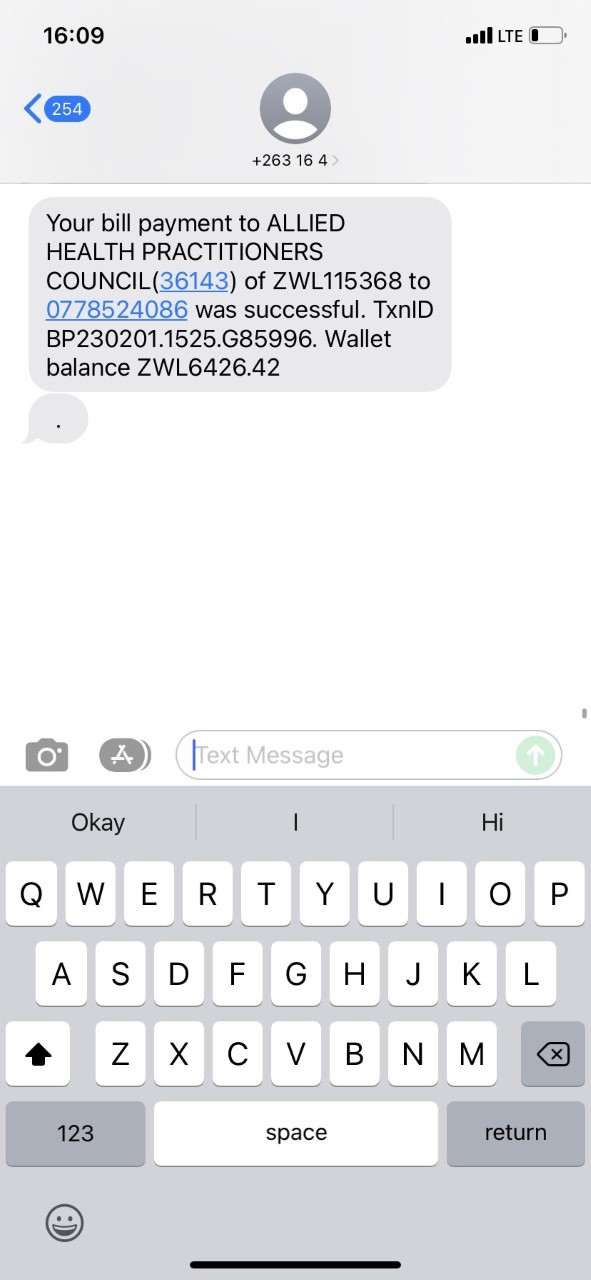 16:09
LTE
254
+263 16 4
Your bill payment to ALLIED
HEALTH PRACTITIONERS
COUNCIL(36143) of ZWL115368 to
0778524086 was successful. TxnID
BP230201.1525.G85996. Wallet
balance ZWL6426.42
.
Text Message
Okay I Hi
Q W E R T Y U I O P
A S D F G H J K L
Z X C V B N M
123 space return